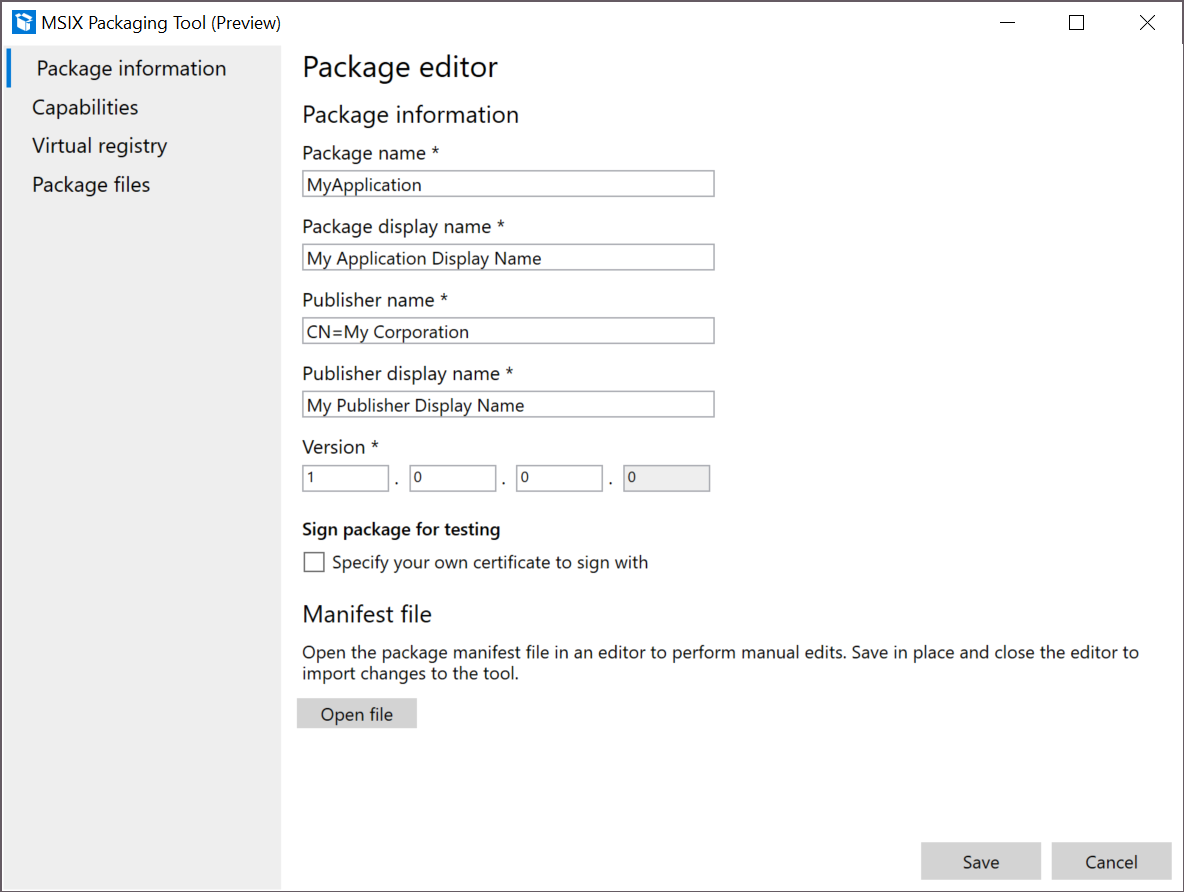 MSIX Packaging Tool (Preview)
Package information
Capabilities
Virtual registry
Package files
Package editor
Package information
Package name *
MyApplication
Package display name *
My Application Display Name
Publisher name *
CN=My Corporation
Publisher display name *
My Publisher Display Name
Version *
1 . 0 . 0 . 0
Sign package for testing
Specify your own certificate to sign with
Manifest file
Open the package manifest file in an editor to perform manual edits. Save in place and close the editor to
import changes to the tool.
Open file
Save Cancel